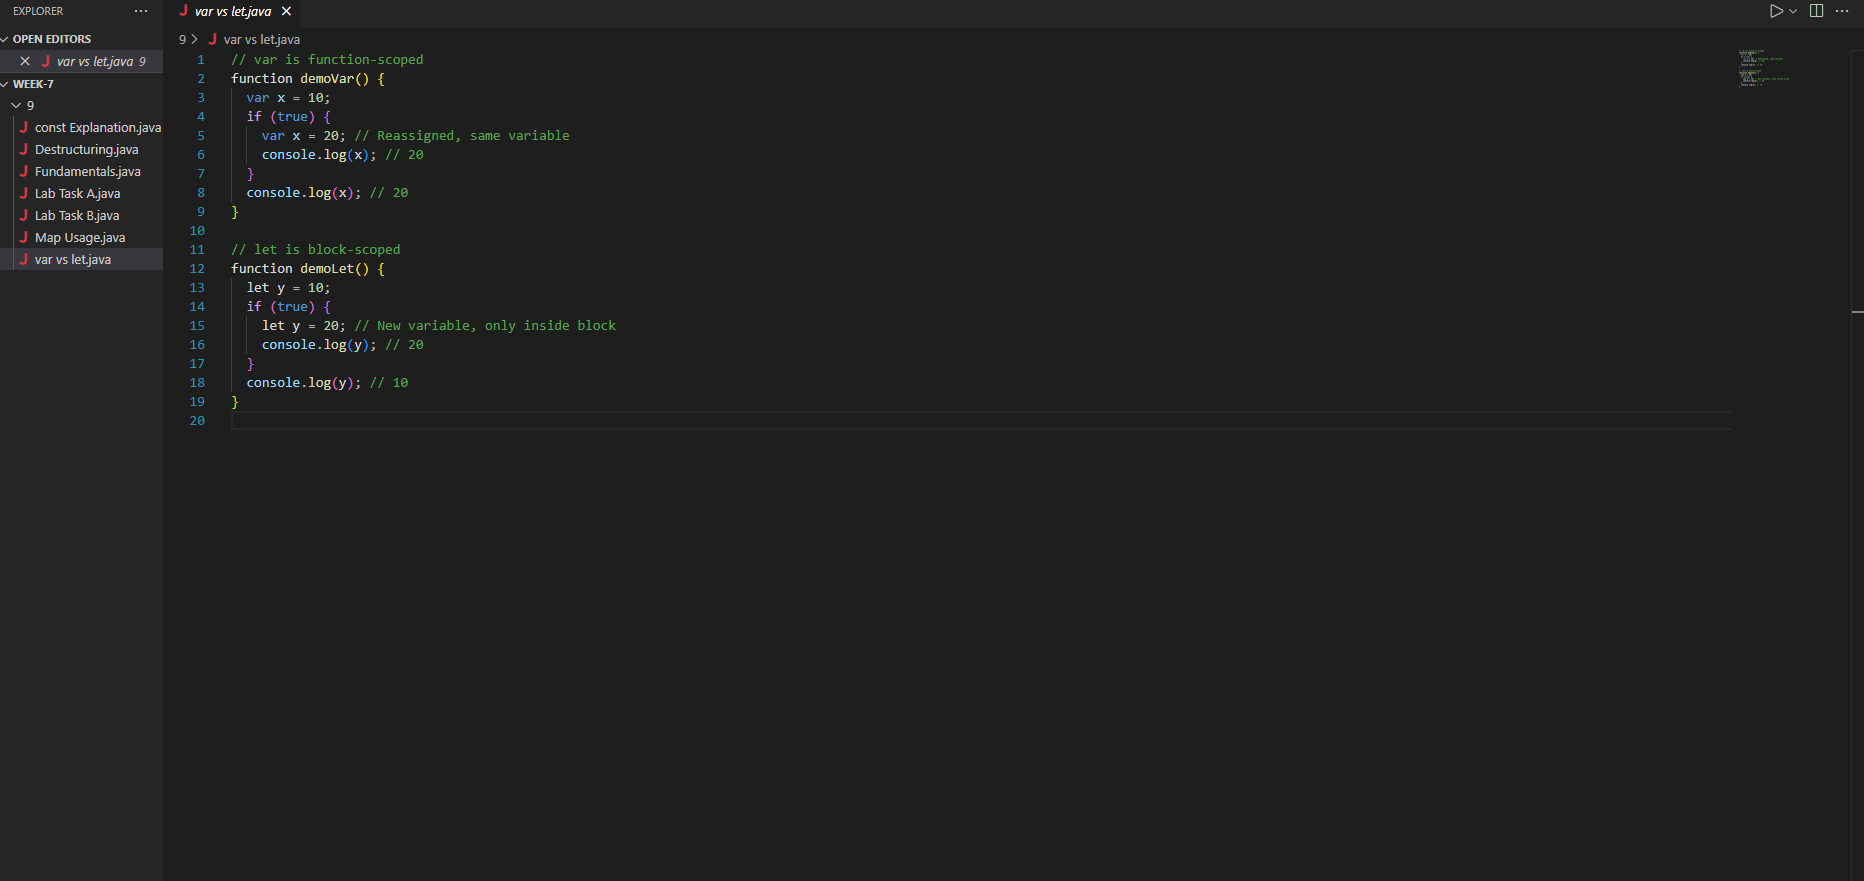 EXPLORER
OPEN EDITORS
var vs let.java 9
WEEK-7
9
const Explanation.java
Destructuring.java
Fundamentals.java
Lab Task A.java
Lab Task B.java
Map Usage.java
var vs let.java
var vs let.java
9 > var vs let.java
1 // var is function-scoped
2 function demoVar() {
3   var x = 10;
4   if (true) {
5     var x = 20; // Reassigned, same variable
6     console.log(x); // 20
7   }
8   console.log(x); // 20
9 }
10
11 // let is block-scoped
12 function demoLet() {
13   let y = 10;
14   if (true) {
15     let y = 20; // New variable, only inside block
16     console.log(y); // 20
17   }
18   console.log(y); // 10
19 }
20